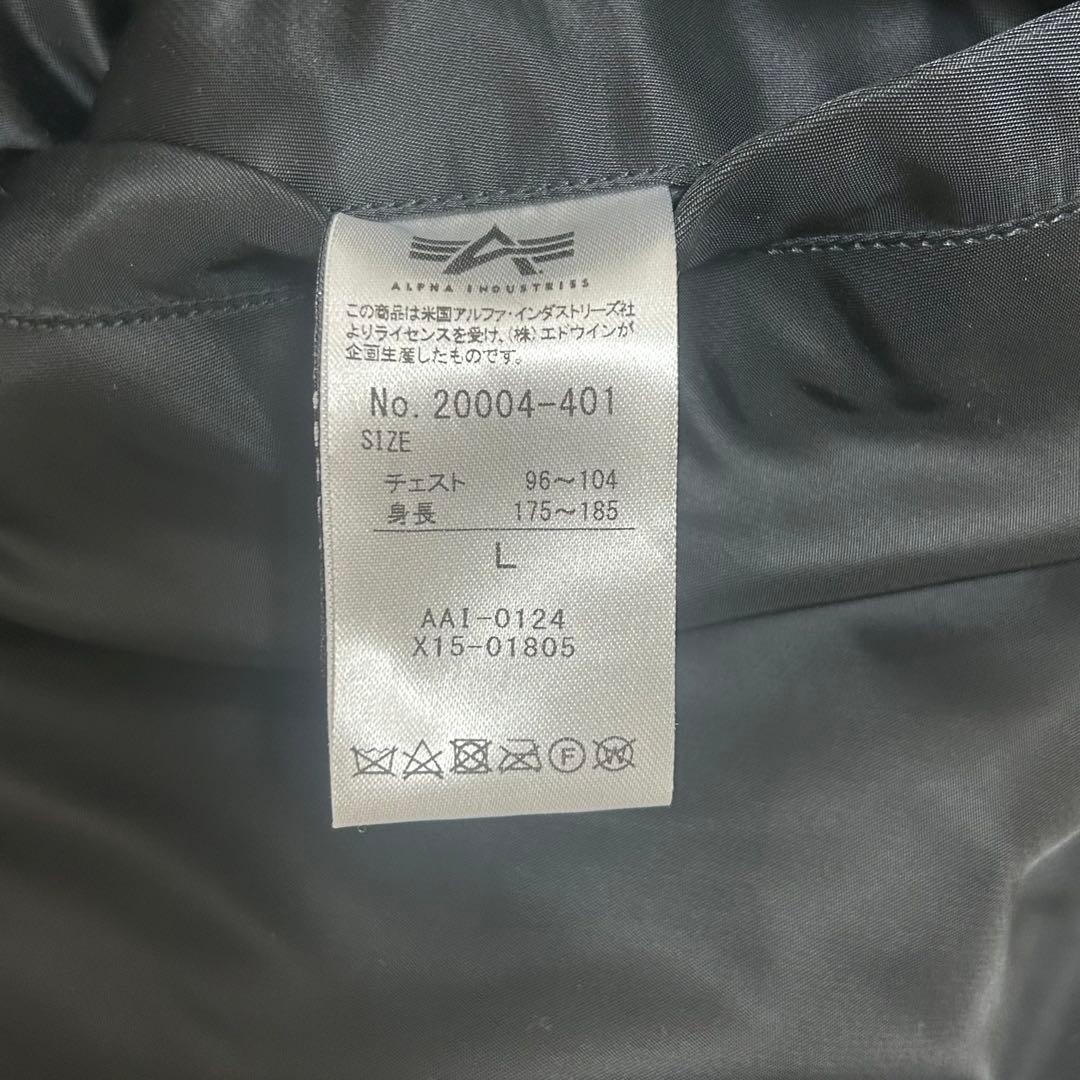 ALPHA INDUSTRIES
この商品は米国アルファ・インダストリーズ社
よりライセンスを受け、(株)エドウインが
企画生産したものです。
No. 20004-401
SIZE
チェスト 96〜104
身長 175〜185
L
AAI-0124
X15-01805
F W